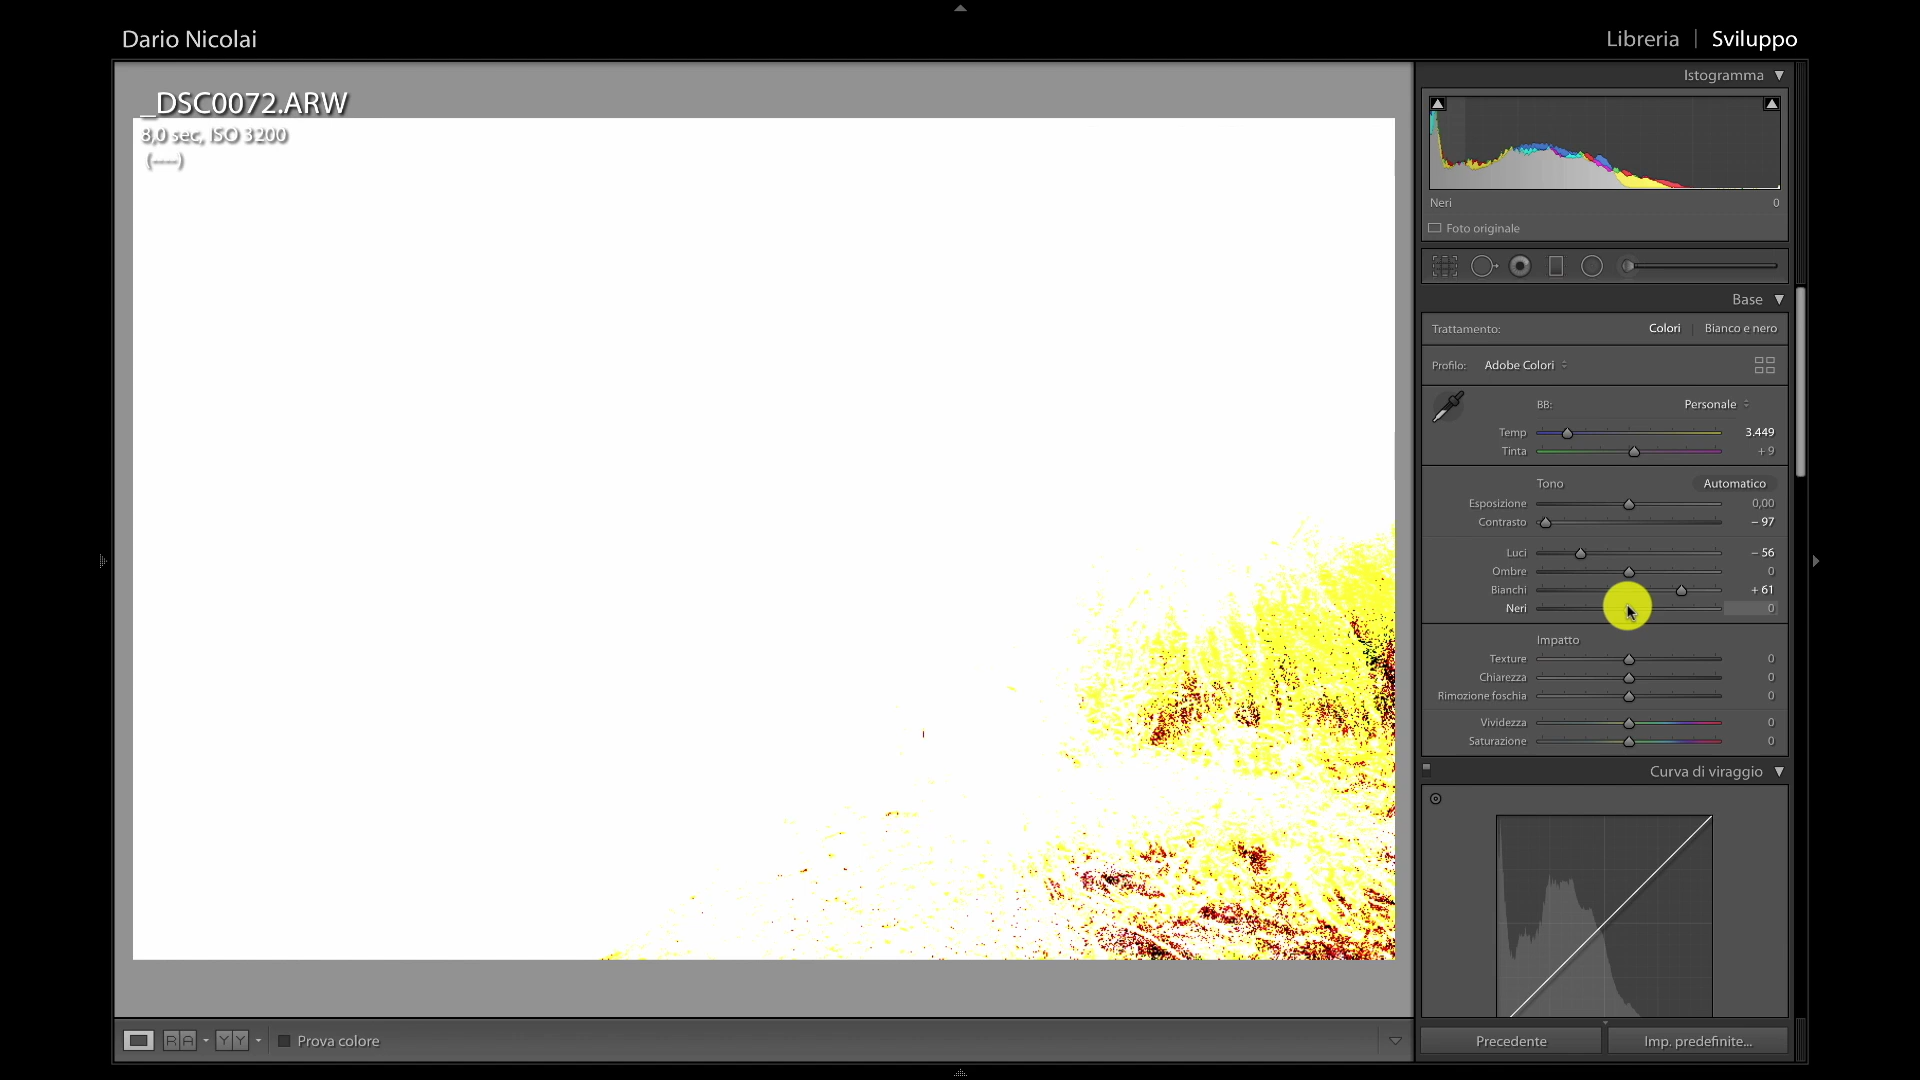 Dario Nicolai
Libreria | Sviluppo
Istogramma
_DSC0072.ARW
8,0 sec, ISO 3200
(----)
Neri 0
Foto originale
Base
Trattamento: Colori | Bianco e nero
Profilo: Adobe Colori
BB: Personale
Temp 3.449
Tinta + 9
Tono Automatico
Esposizione 0,00
Contrasto – 97
Luci – 56
Ombre 0
Bianchi + 61
Neri 0
Impatto
Texture 0
Chiarezza 0
Rimozione foschia 0
Vividezza 0
Saturazione 0
Curva di viraggio
R A Y Y Prova colore
Precedente Imp. predefinite...